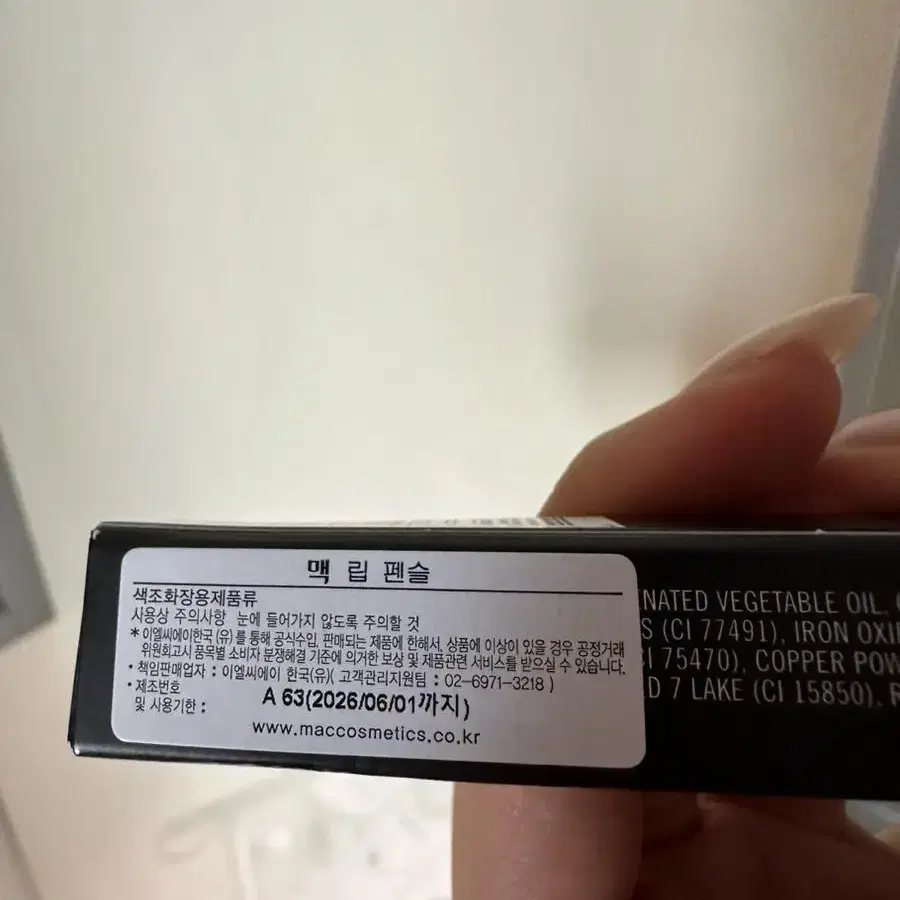 맥 립 펜슬
색조화장용제품류
사용상 주의사항 눈에 들어가지 않도록 주의할 것
*이엘씨에이한국(유)를 통해 공식수입, 판매되는 제품에 한해서, 상품에 이상이 있을 경우 공정거래
위원회고시 품목별 소비자 분쟁해결 기준에 의거한 보상 및 제품관련 서비스를 받으실 수 있습니다.
• 책임판매업자 : 이엘씨에이 한국(유)( 고객관리지원팀 : 02-6971-3218 )
• 제조번호
및 사용기한 : A 63(2026/06/01까지)
www.maccosmetics.co.kr
NATED VEGETABLE OIL,
S (CI 77491), IRON OXI
75470), COPPER POW
D 7 LAKE (CI 15850),